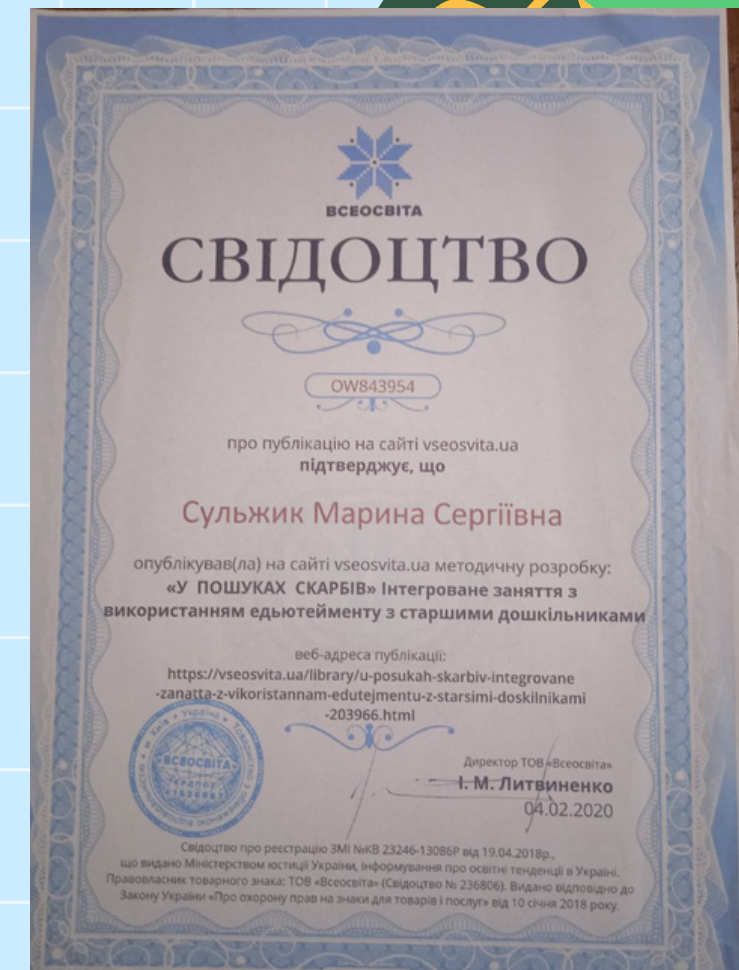 ВСЕОСВІТА
СВІДОЦТВО
OW843954
про публікацію на сайті vseosvita.ua
підтверджує, що
Сульжик Марина Сергіївна
опублікував(ла) на сайті vseosvita.ua методичну розробку:
«У ПОШУКАХ СКАРБІВ» Інтегроване заняття з
використанням едьютейменту з старшими дошкільниками
веб-адреса публікації:
https://vseosvita.ua/library/u-posukah-skarbiv-integrovane
-zanatta-z-vikoristannam-edutejmentu-z-starsimi-doskilnikami
-203966.html
Директор ТОВ «Всеосвіта»
І. М. Литвиненко
04.02.2020
м. Київ • Україна •
•ВСЕОСВІТА•
Свідоцтво про реєстрацію ЗМІ №КВ 23246-13086Р від 19.04.2018р.,
що видано Міністерством юстиції України, інформування про освітні тенденції в Україні.
Правовласник товарного знака: ТОВ «Всеосвіта» (Свідоцтво № 236806). Видано відповідно до
Закону України «Про охорону прав на знаки для товарів і послуг» від 10 січня 2018 року.